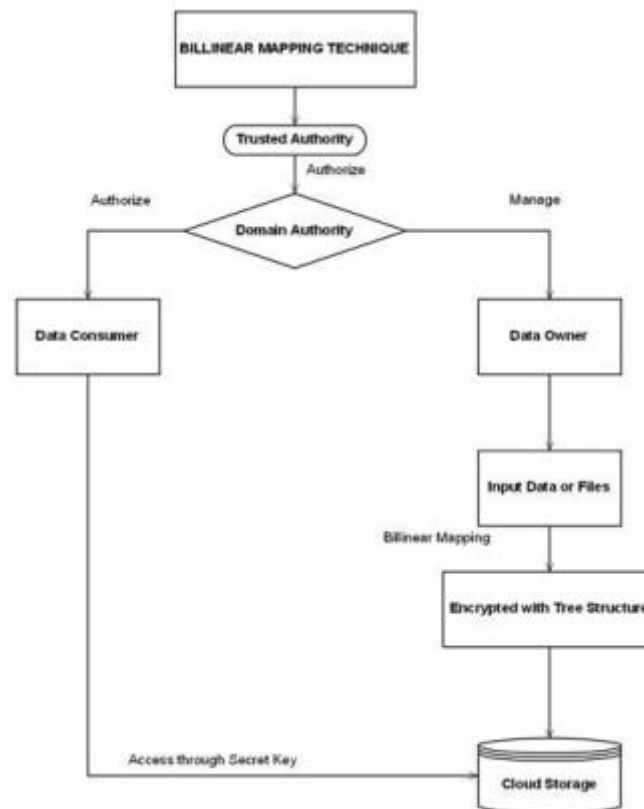 BILLINEAR MAPPING TECHNIQUE
Trusted Authority
Authorize
Authorize
Manage
Domain Authority
Data Consumer
Data Owner
Input Data or Files
Billinear Mapping
Encrypted with Tree Structure
Access through Secret Key
Cloud Storage